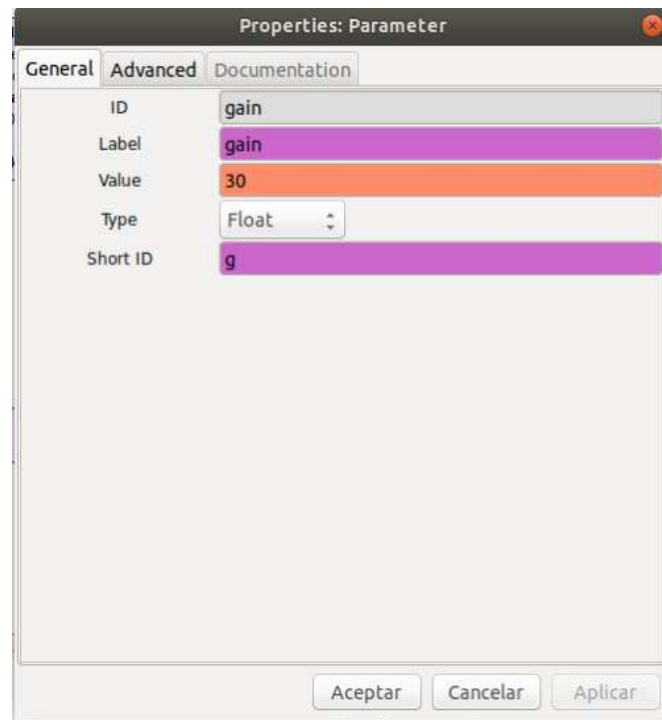 Properties: Parameter
General Advanced Documentation
ID gain
Label gain
Value 30
Type Float
Short ID g
Aceptar Cancelar Aplicar